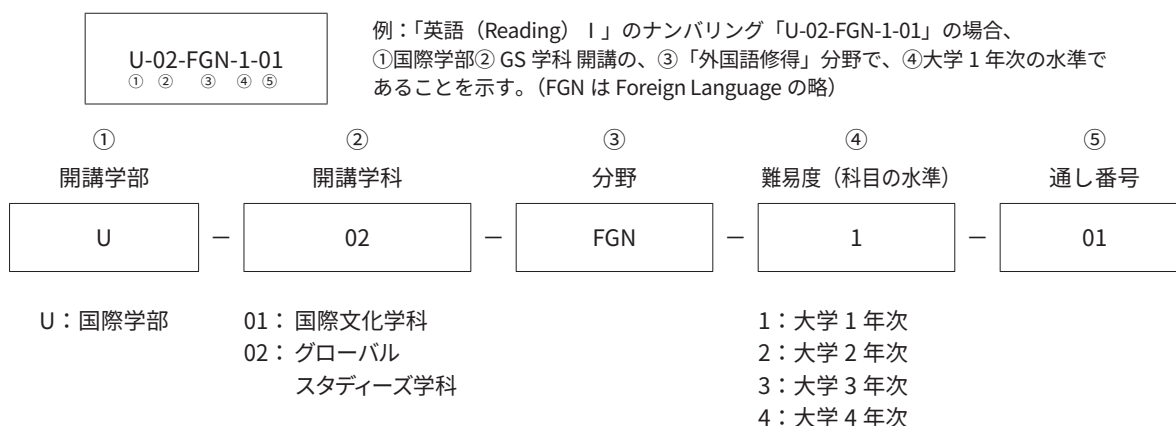 U-02-FGN-1-01
① ② ③ ④ ⑤
例：「英語（Reading）Ⅰ」のナンバリング「U-02-FGN-1-01」の場合、
①国際学部② GS 学科 開講の、③「外国語修得」分野で、④大学 1 年次の水準で
あることを示す。（FGN は Foreign Language の略）
① ② ③ ④ ⑤
開講学部 開講学科 分野 難易度（科目の水準） 通し番号
U － 02 － FGN － 1 － 01
U：国際学部 01：国際文化学科 1：大学 1 年次
02：グローバル 2：大学 2 年次
スタディーズ学科 3：大学 3 年次
4：大学 4 年次